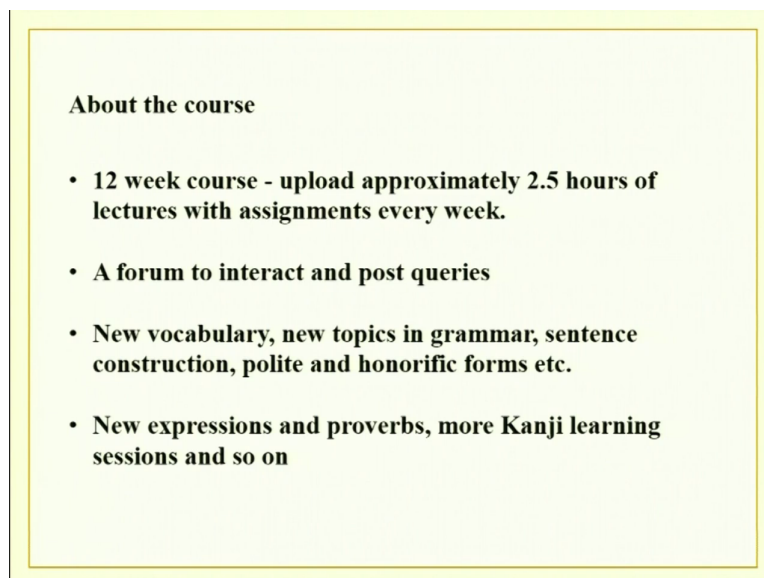 About the course
• 12 week course - upload approximately 2.5 hours of
lectures with assignments every week.
• A forum to interact and post queries
• New vocabulary, new topics in grammar, sentence
construction, polite and honorific forms etc.
• New expressions and proverbs, more Kanji learning
sessions and so on